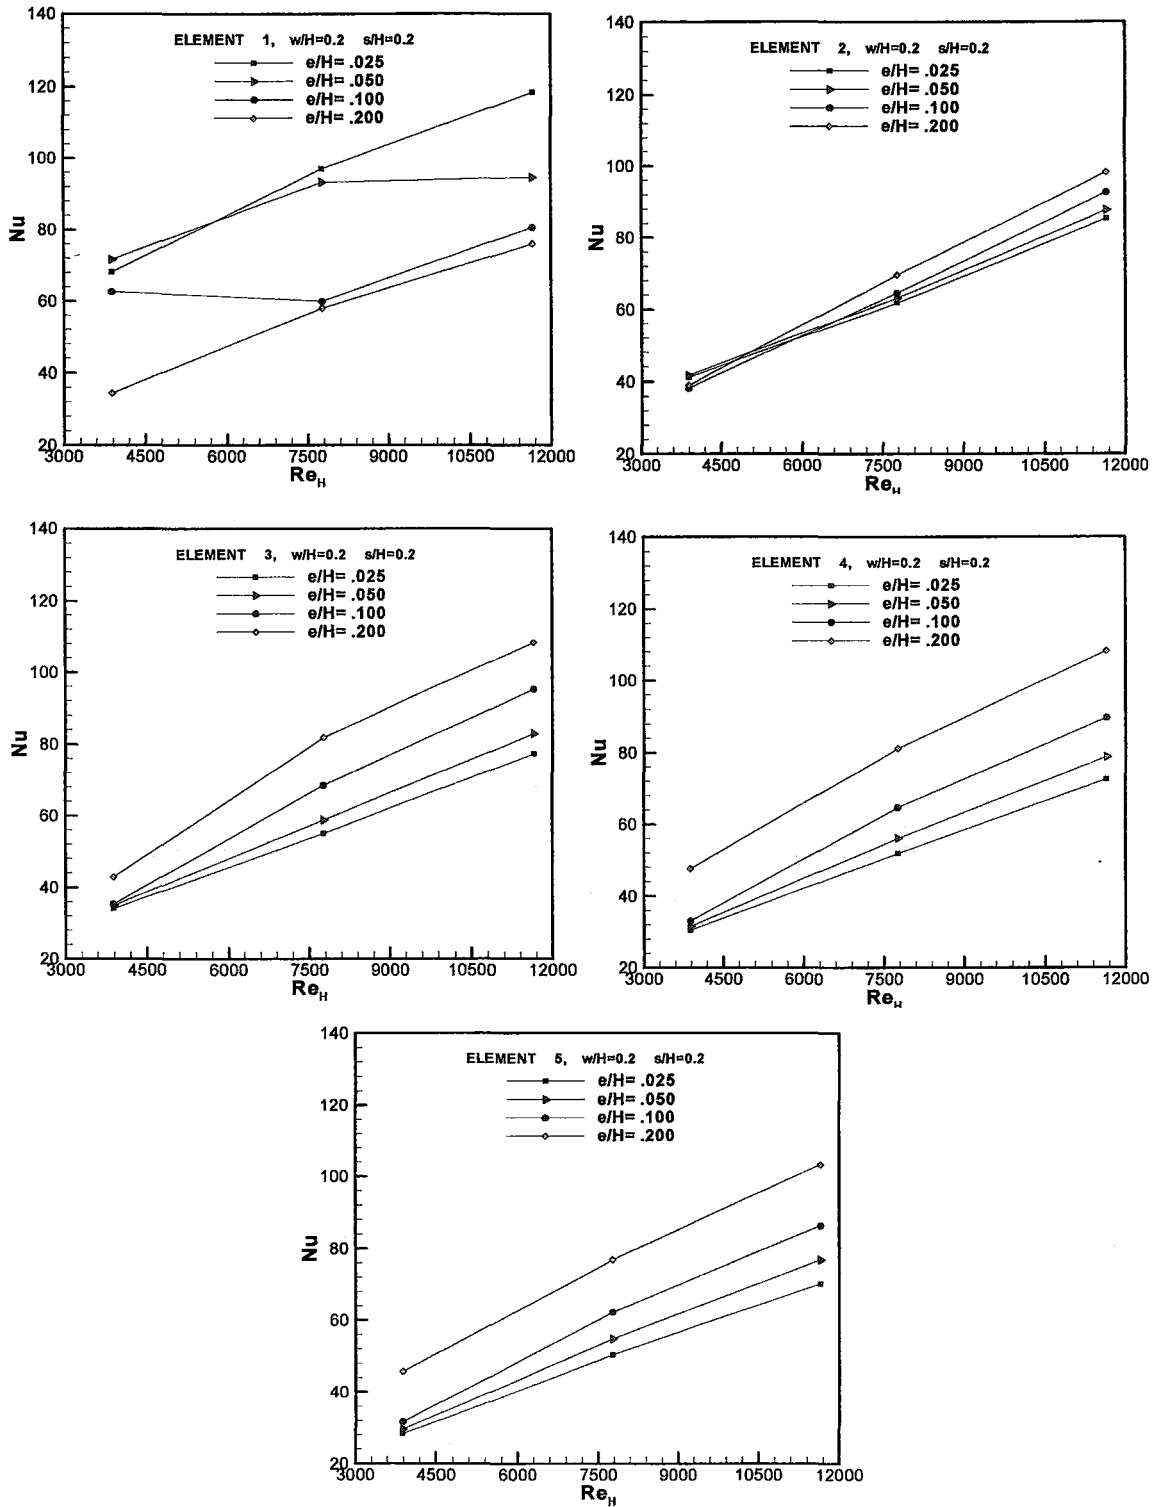 140
120
100
80
60
40
20
Nu
ELEMENT 1, w/H=0.2 s/H=0.2
e/H= .025
e/H= .050
e/H= .100
e/H= .200
3000 4500 6000 7500 9000 10500 12000
Re_H
140
120
100
80
60
40
20
Nu
ELEMENT 2, w/H=0.2 s/H=0.2
e/H= .025
e/H= .050
e/H= .100
e/H= .200
3000 4500 6000 7500 9000 10500 12000
Re_H
140
120
100
80
60
40
20
Nu
ELEMENT 3, w/H=0.2 s/H=0.2
e/H= .025
e/H= .050
e/H= .100
e/H= .200
3000 4500 6000 7500 9000 10500 12000
Re_H
140
120
100
80
60
40
20
Nu
ELEMENT 4, w/H=0.2 s/H=0.2
e/H= .025
e/H= .050
e/H= .100
e/H= .200
3000 4500 6000 7500 9000 10500 12000
Re_H
140
120
100
80
60
40
20
Nu
ELEMENT 5, w/H=0.2 s/H=0.2
e/H= .025
e/H= .050
e/H= .100
e/H= .200
3000 4500 6000 7500 9000 10500 12000
Re_H